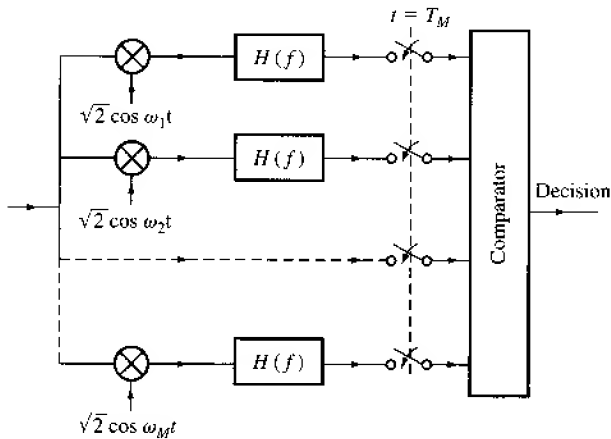 t = T_M
H(f)
√2 cos ω₁t
H(f)
√2 cos ω₂t
Comparator
Decision
H(f)
√2 cos ω_M t